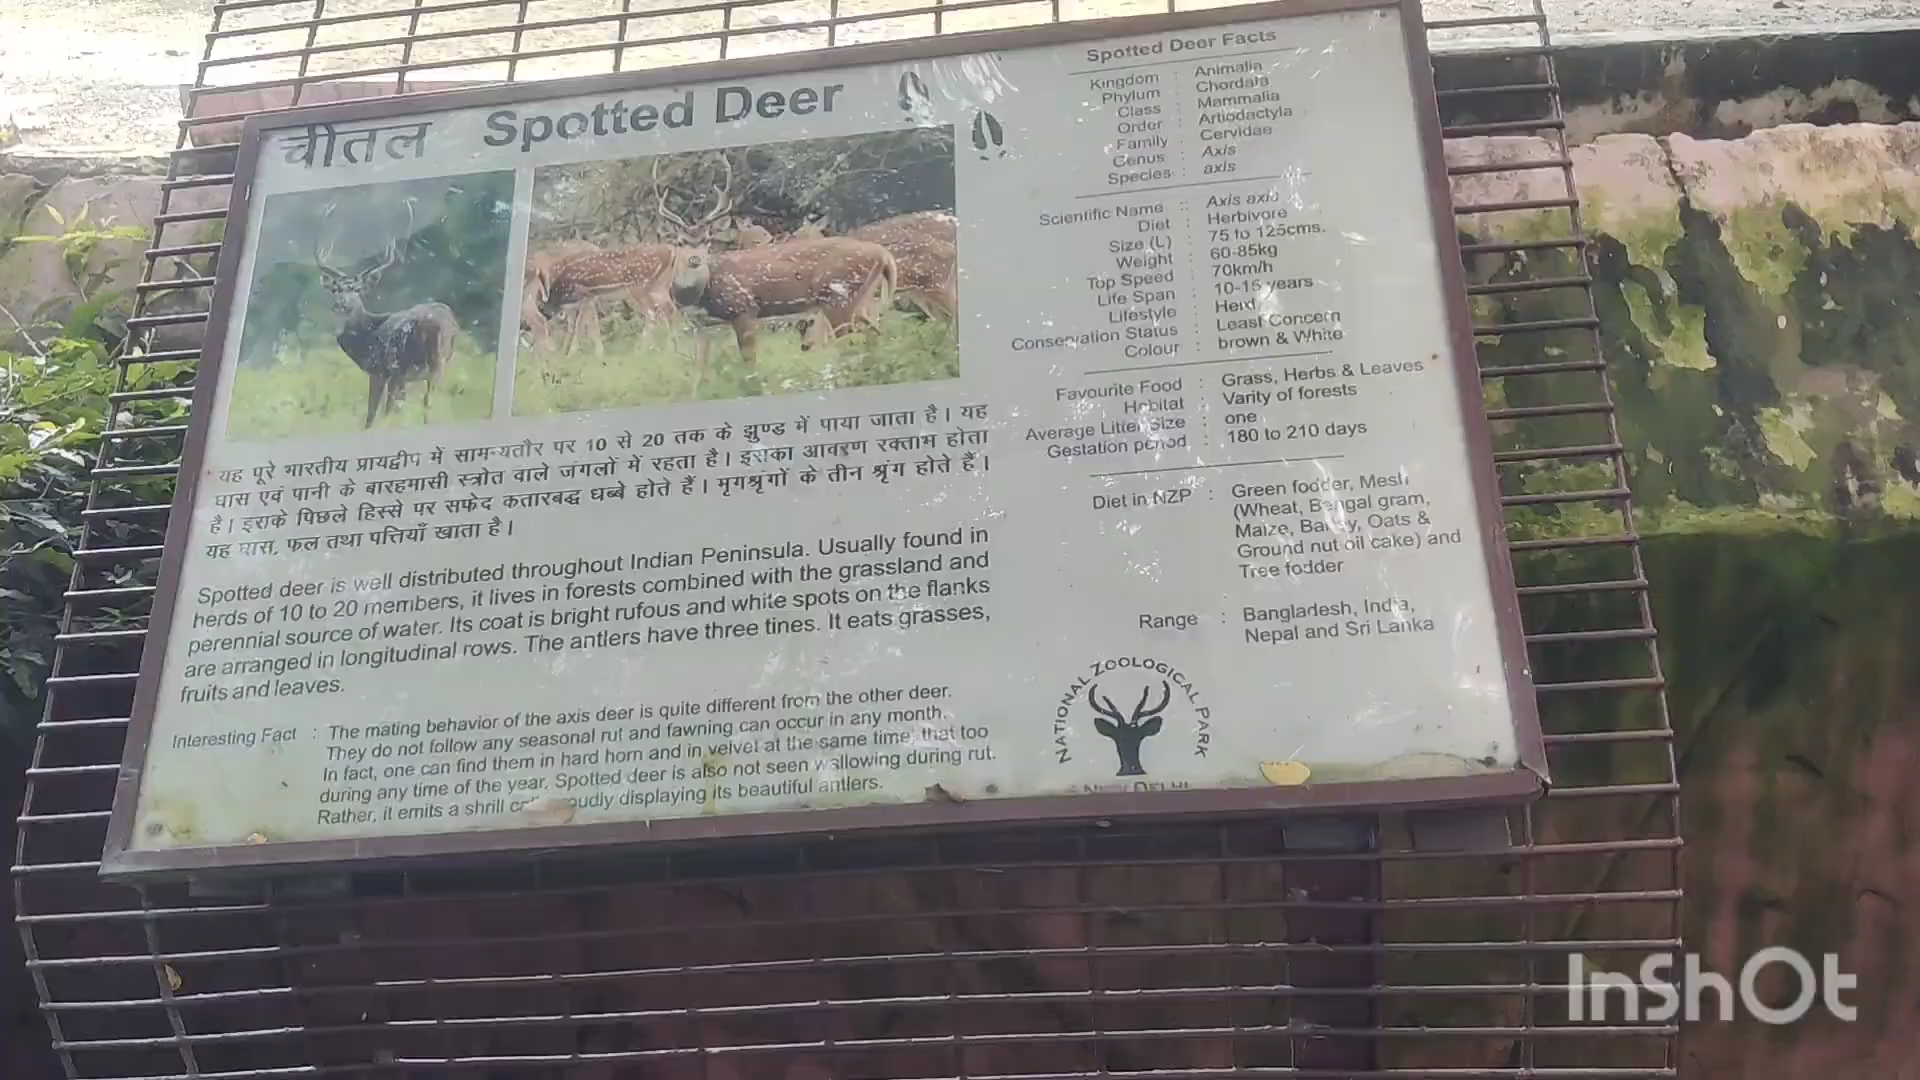 चीतल Spotted Deer
यह पूरे भारतीय प्रायद्वीप में सामन्यतौर पर 10 से 20 तक के झुण्ड में पाया जाता है। यह
घास एवं पानी के बारहमासी स्त्रोत वाले जंगलों में रहता है। इसका आवरण रक्ताभ होता
है। इसके पिछले हिस्से पर सफेद कतारबद्ध धब्बे होते हैं। मृगश्रृंगों के तीन श्रृंग होते हैं।
यह घास, फल तथा पत्तियाँ खाता है।
Spotted deer is well distributed throughout Indian Peninsula. Usually found in
herds of 10 to 20 members, it lives in forests combined with the grassland and
perennial source of water. Its coat is bright rufous and white spots on the flanks
are arranged in longitudinal rows. The antlers have three tines. It eats grasses,
fruits and leaves.
Interesting Fact : The mating behavior of the axis deer is quite different from the other deer.
They do not follow any seasonal rut and fawning can occur in any month.
In fact, one can find them in hard horn and in velvet at the same time, that too
during any time of the year. Spotted deer is also not seen wallowing during rut.
Rather, it emits a shrill displaying its beautiful antlers.
Spotted Deer Facts
Kingdom : Animalia
Phylum : Chordata
Class : Mammalia
Order : Artiodactyla
Family : Cervidae
Genus : Axis
Species : axis
Scientific Name : Axis axis
Diet : Herbivore
Size (L) : 75 to 125cms.
Weight : 60-85kg
Top Speed : 70km/h
Life Span : 10-15 years
Lifestyle : Herd
Conservation Status : Least Concern
Colour : brown & White
Favourite Food : Grass, Herbs & Leaves
Habitat : Varity of forests
Average Litter Size : one
Gestation period : 180 to 210 days
Diet in NZP : Green fodder, Mesh
(Wheat, Bengal gram,
Maize, Barley, Oats &
Ground nut oil cake) and
Tree fodder
Range : Bangladesh, India,
Nepal and Sri Lanka
NATIONAL ZOOLOGICAL PARK
NEW DELHI
InShOt